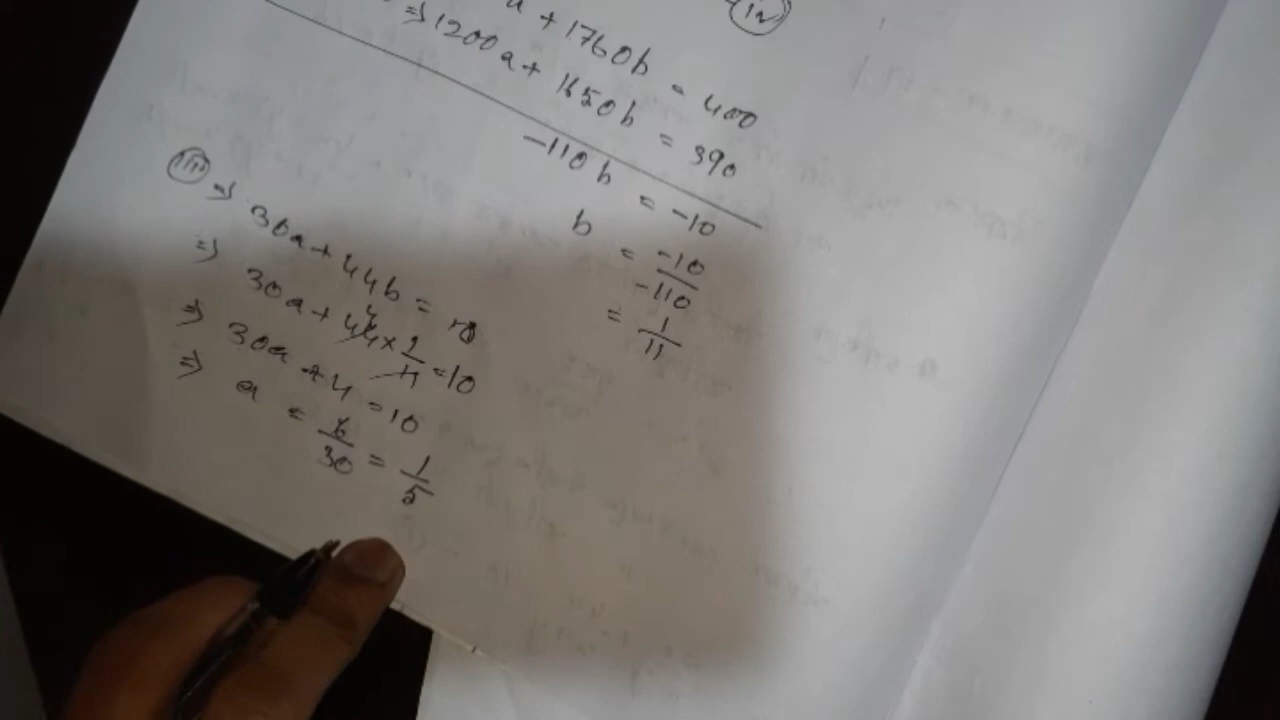 (iv)
a + 1760b = 400
=> 1200a + 1650b = 390
-110b = -10
b = -10/-110
= 1/11
(iii) => 30a + 44b = 10
=> 30a + 44 × 1/11 = 10
=> 30a + 4 = 10
=> a = 6/30 = 1/5